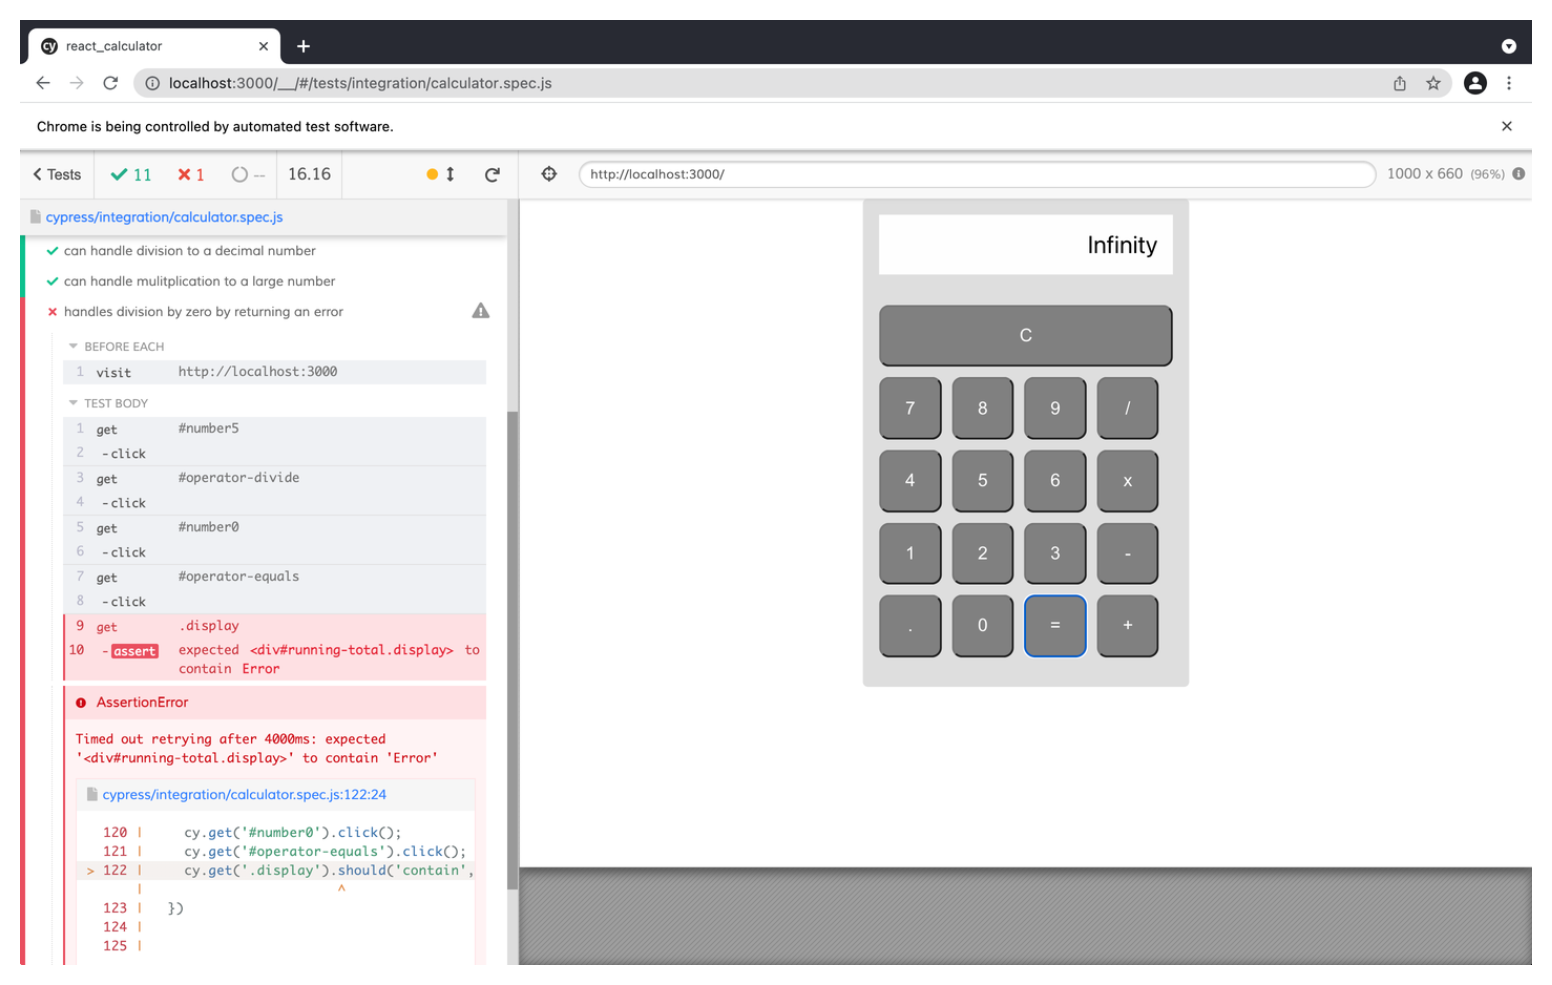 react_calculator
localhost:3000/__/#/tests/integration/calculator.spec.js
Chrome is being controlled by automated test software.
Tests 11 1 -- 16.16
http://localhost:3000/ 1000 x 660 (96%)
cypress/integration/calculator.spec.js
can handle division to a decimal number
can handle mulitplication to a large number
handles division by zero by returning an error
BEFORE EACH
1 visit http://localhost:3000
TEST BODY
1 get #number5
2 -click
3 get #operator-divide
4 -click
5 get #number0
6 -click
7 get #operator-equals
8 -click
9 get .display
10 -assert expected <div#running-total.display> to
contain Error
AssertionError
Timed out retrying after 4000ms: expected
'<div#running-total.display>' to contain 'Error'
cypress/integration/calculator.spec.js:122:24
120 | cy.get('#number0').click();
121 | cy.get('#operator-equals').click();
> 122 | cy.get('.display').should('contain',
| ^
123 | })
124 |
125 |
Infinity
C
7 8 9 /
4 5 6 x
1 2 3 -
. 0 = +